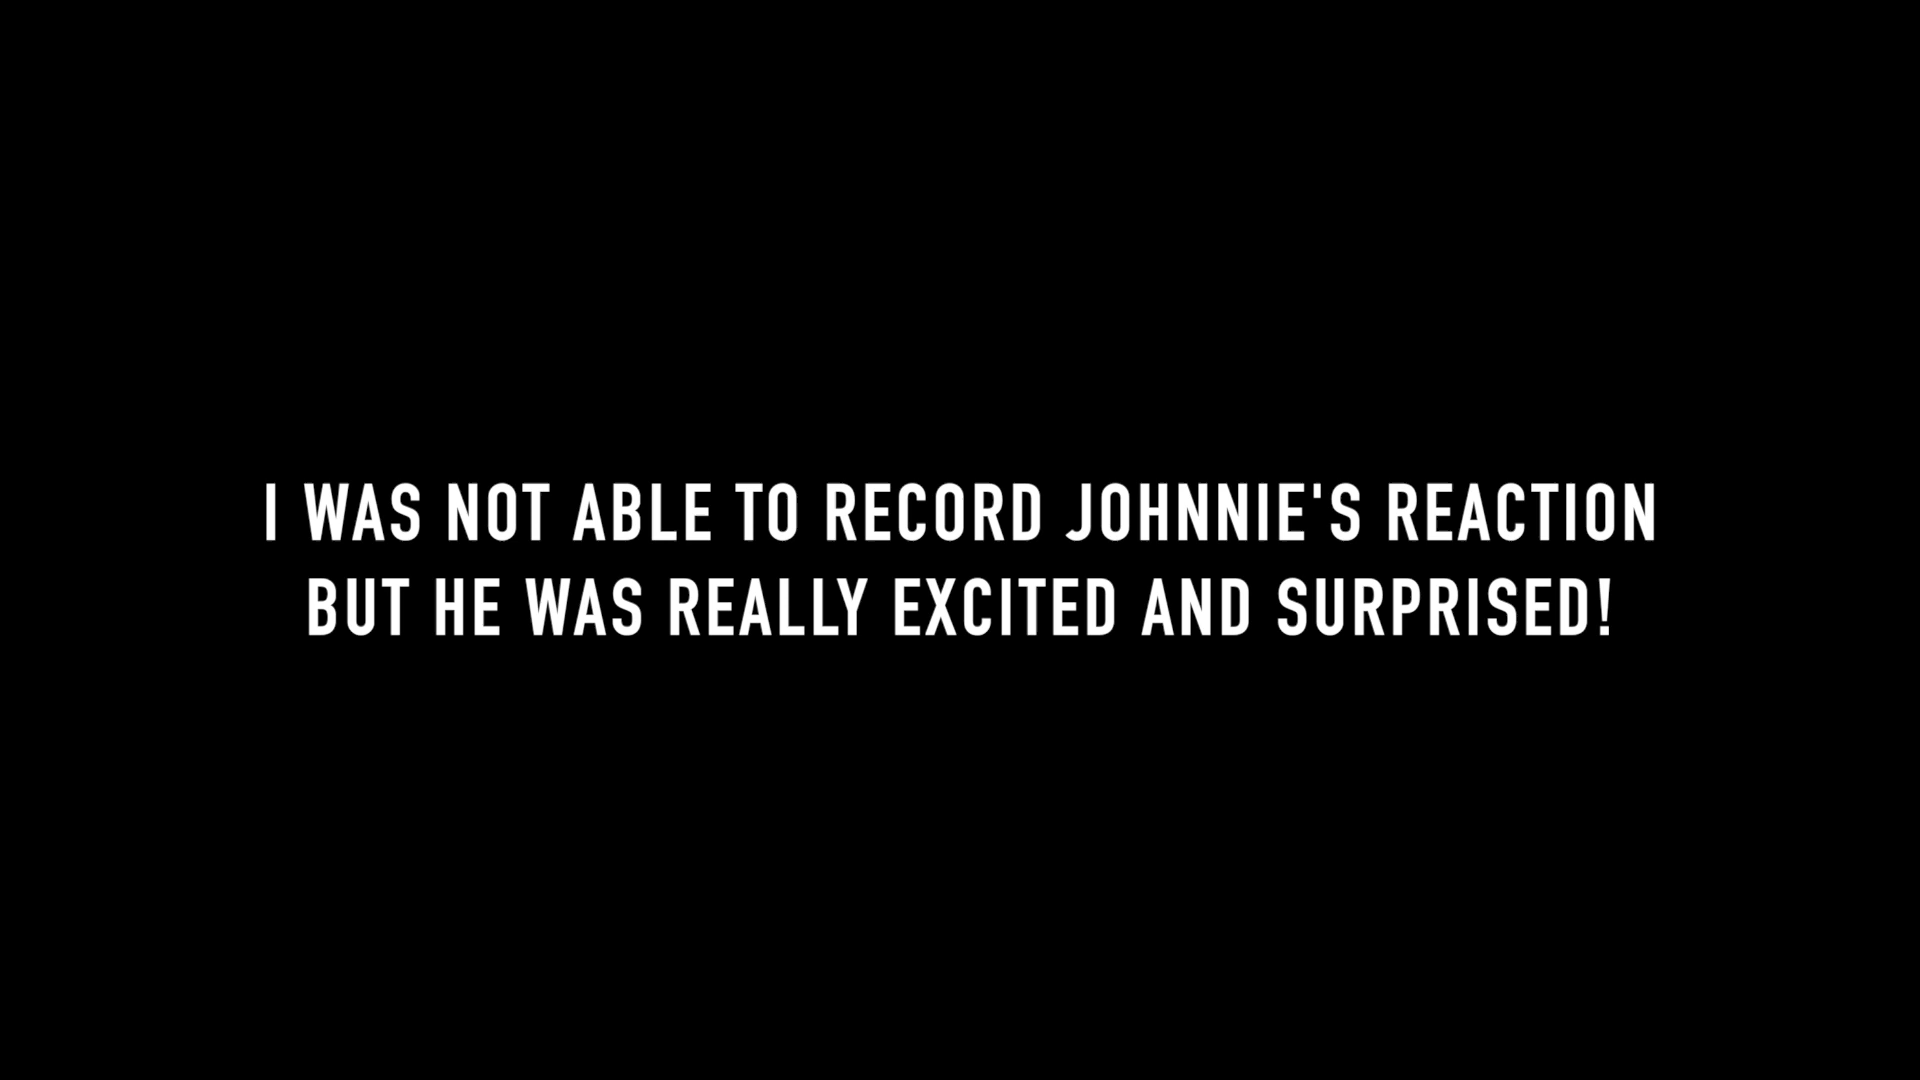 I WAS NOT ABLE TO RECORD JOHNNIE'S REACTION
BUT HE WAS REALLY EXCITED AND SURPRISED!